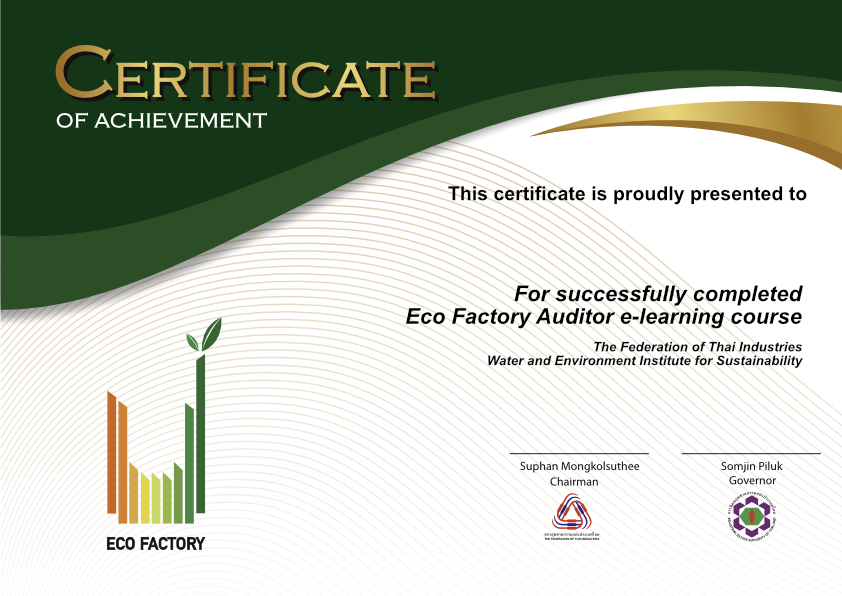 CERTIFICATE
OF ACHIEVEMENT
This certificate is proudly presented to
For successfully completed
Eco Factory Auditor e-learning course
The Federation of Thai Industries
Water and Environment Institute for Sustainability
Suphan Mongkolsuthee
Chairman
Somjin Piluk
Governor
สภาอุตสาหกรรมแห่งประเทศไทย
THE FEDERATION OF THAI INDUSTRIES
ECO FACTORY